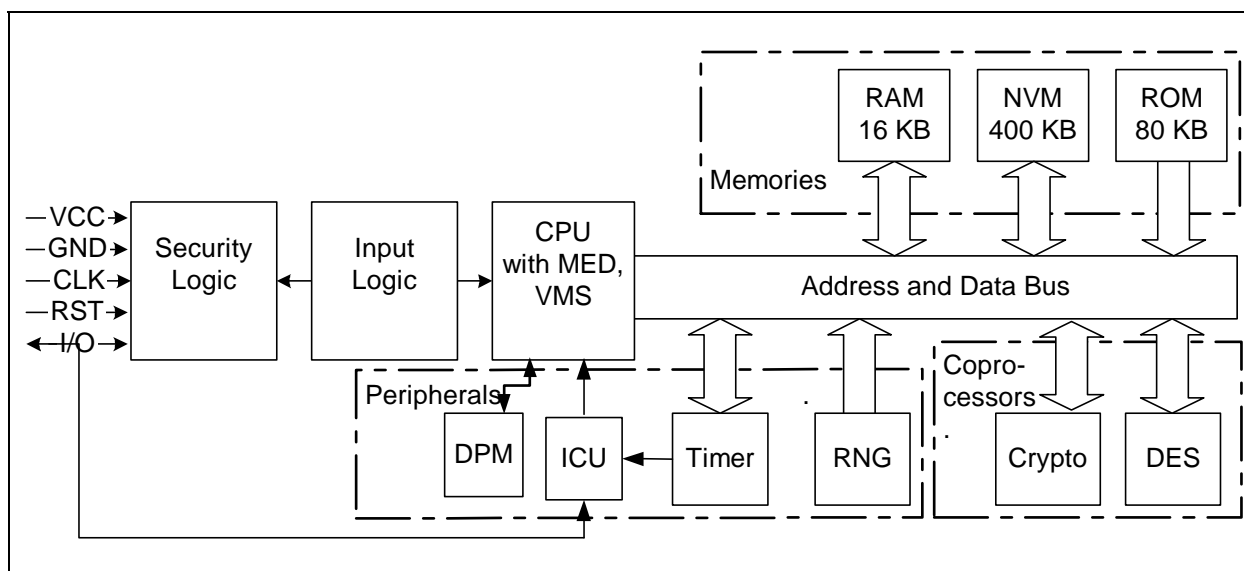 RAM
16 KB
NVM
400 KB
ROM
80 KB
Memories
VCC
GND
CLK
RST
I/O
Security
Logic
Input
Logic
CPU
with MED,
VMS
Address and Data Bus
Peripherals
DPM
ICU
Timer
RNG
Copro-
cessors
Crypto
DES